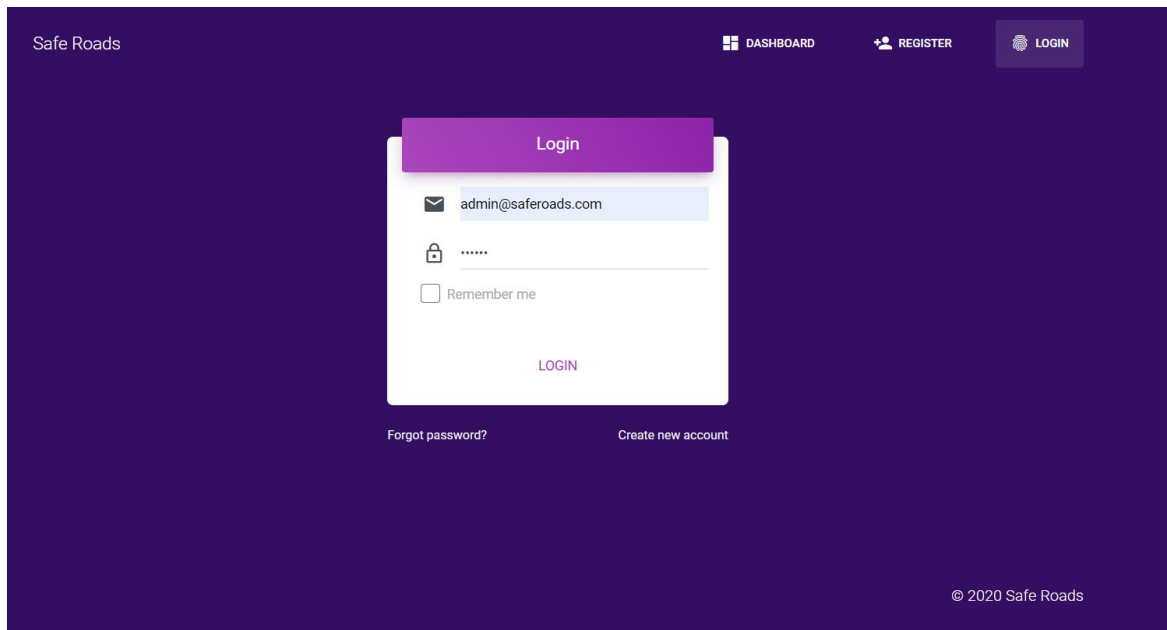 Safe Roads
DASHBOARD
REGISTER
LOGIN
Login
admin@saferoads.com
••••••
Remember me
LOGIN
Forgot password?
Create new account
© 2020 Safe Roads